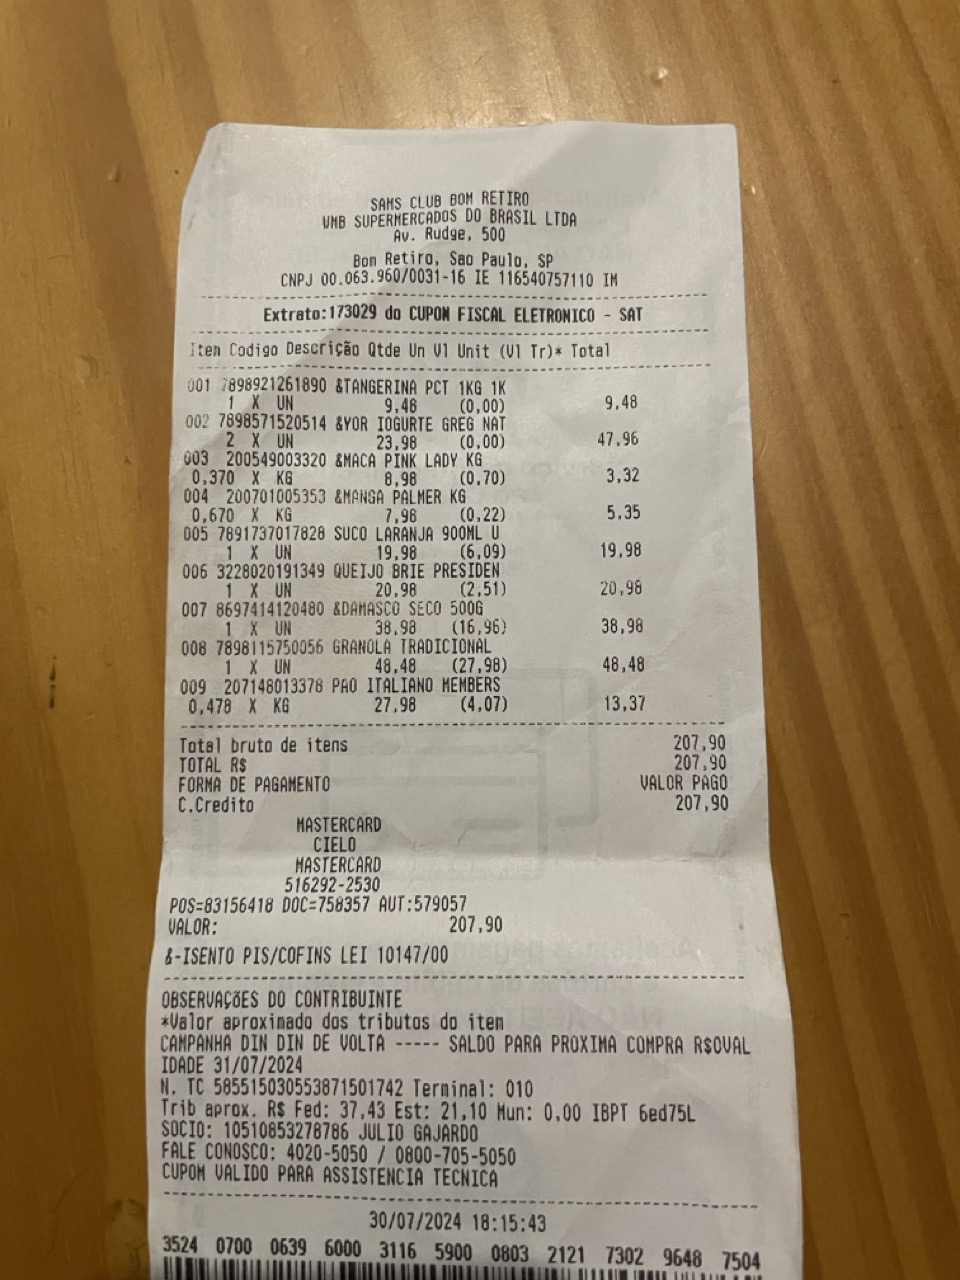 SAMS CLUB BOM RETIRO
WMB SUPERMERCADOS DO BRASIL LTDA
Av. Rudge, 500
Bom Retiro, Sao Paulo, SP
CNPJ 00.063.960/0031-16 IE 116540757110 IM
Extrato:173029 do CUPOM FISCAL ELETRONICO - SAT
Item Codigo Descrição Qtde Un Vl Unit (Vl Tr)* Total
001 7898921261890 &TANGERINA PCT 1KG 1K
1 X UN 9,48 (0,00) 9,48
002 7898571520514 &YOR IOGURTE GREG NAT
2 X UN 23,98 (0,00) 47,96
003 200549003320 &MACA PINK LADY KG
0,370 X KG 8,98 (0,70) 3,32
004 200701005353 &MANGA PALMER KG
0,670 X KG 7,98 (0,22) 5,35
005 7891737017828 SUCO LARANJA 900ML U
1 X UN 19,98 (6,09) 19,98
006 3228020191349 QUEIJO BRIE PRESIDEN
1 X UN 20,98 (2,51) 20,98
007 8697414120480 &DAMASCO SECO 500G
1 X UN 38,98 (16,96) 38,98
008 7898115750056 GRANOLA TRADICIONAL
1 X UN 48,48 (27,98) 48,48
009 207148013378 PAO ITALIANO MEMBERS
0,478 X KG 27,98 (4,07) 13,37
Total bruto de itens 207,90
TOTAL R$ 207,90
FORMA DE PAGAMENTO VALOR PAGO
C.Credito 207,90
MASTERCARD
CIELO
MASTERCARD
516292-2530
POS=83156418 DOC=758357 AUT:579057
VALOR: 207,90
&-ISENTO PIS/COFINS LEI 10147/00
OBSERVAÇÕES DO CONTRIBUINTE
*Valor aproximado dos tributos do item
CAMPANHA DIN DIN DE VOLTA ----- SALDO PARA PROXIMA COMPRA R$0VAL
IDADE 31/07/2024
N. TC 585515030553871501742 Terminal: 010
Trib aprox. R$ Fed: 37,43 Est: 21,10 Mun: 0,00 IBPT 6ed75L
SOCIO: 10510853278786 JULIO GAJARDO
FALE CONOSCO: 4020-5050 / 0800-705-5050
CUPOM VALIDO PARA ASSISTENCIA TECNICA
30/07/2024 18:15:43
3524 0700 0639 6000 3116 5900 0803 2121 7302 9648 7504